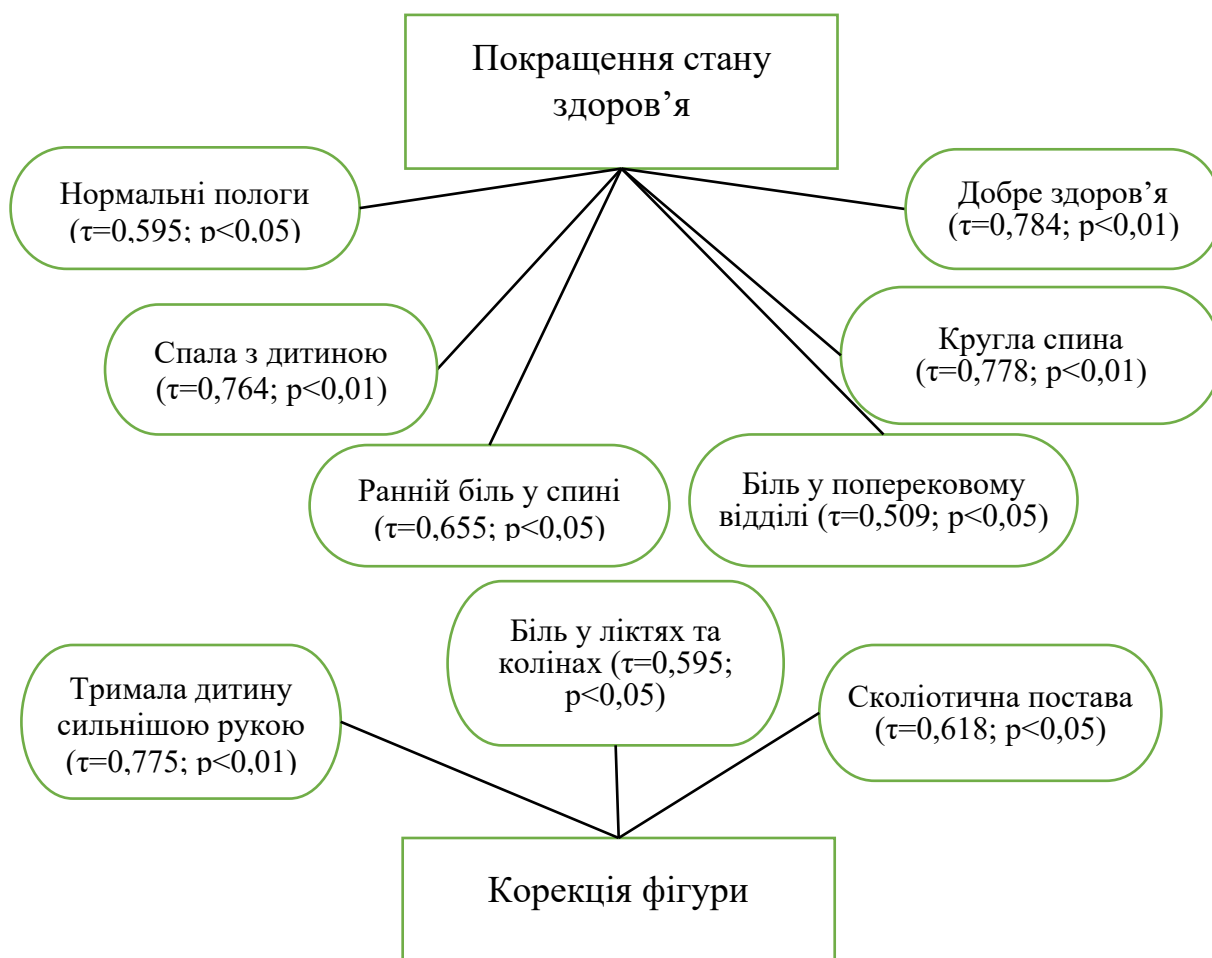 Покращення стану
здоров’я
Нормальні пологи
(τ=0,595; p<0,05)
Добре здоров’я
(τ=0,784; p<0,01)
Спала з дитиною
(τ=0,764; p<0,01)
Кругла спина
(τ=0,778; p<0,01)
Ранній біль у спині
(τ=0,655; p<0,05)
Біль у поперековому
відділі (τ=0,509; p<0,05)
Біль у ліктях та
колінах (τ=0,595;
p<0,05)
Тримала дитину
сильнішою рукою
(τ=0,775; p<0,01)
Сколіотична постава
(τ=0,618; p<0,05)
Корекція фігури